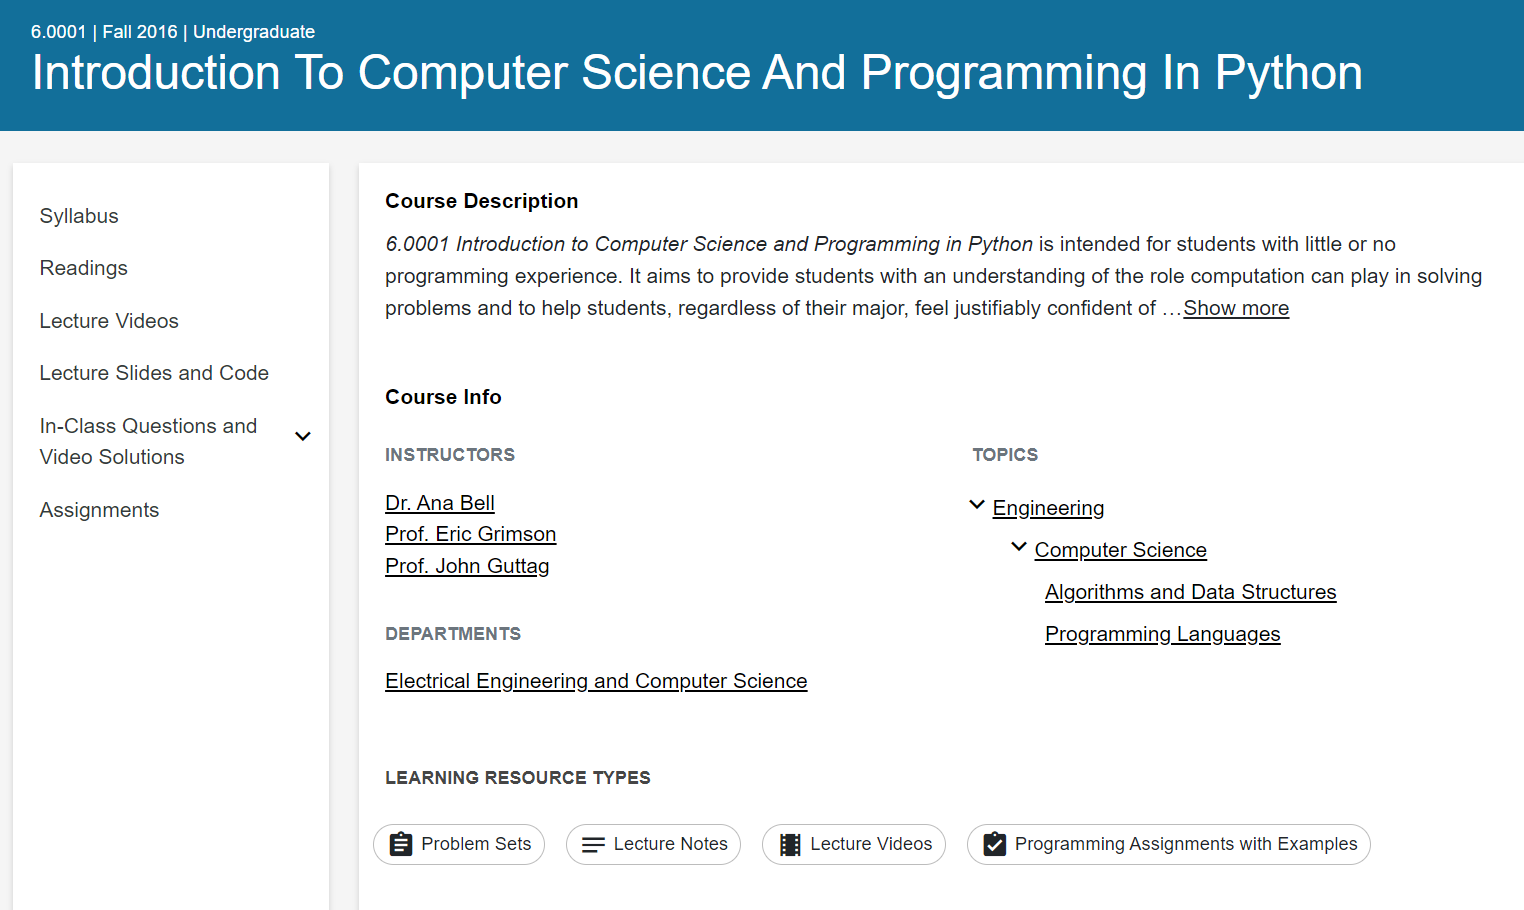 6.0001 | Fall 2016 | Undergraduate
Introduction To Computer Science And Programming In Python
Syllabus
Readings
Lecture Videos
Lecture Slides and Code
In-Class Questions and
Video Solutions
Assignments
Course Description
6.0001 Introduction to Computer Science and Programming in Python is intended for students with little or no
programming experience. It aims to provide students with an understanding of the role computation can play in solving
problems and to help students, regardless of their major, feel justifiably confident of …Show more
Course Info
INSTRUCTORS
Dr. Ana Bell
Prof. Eric Grimson
Prof. John Guttag
DEPARTMENTS
Electrical Engineering and Computer Science
TOPICS
Engineering
Computer Science
Algorithms and Data Structures
Programming Languages
LEARNING RESOURCE TYPES
Problem Sets
Lecture Notes
Lecture Videos
Programming Assignments with Examples